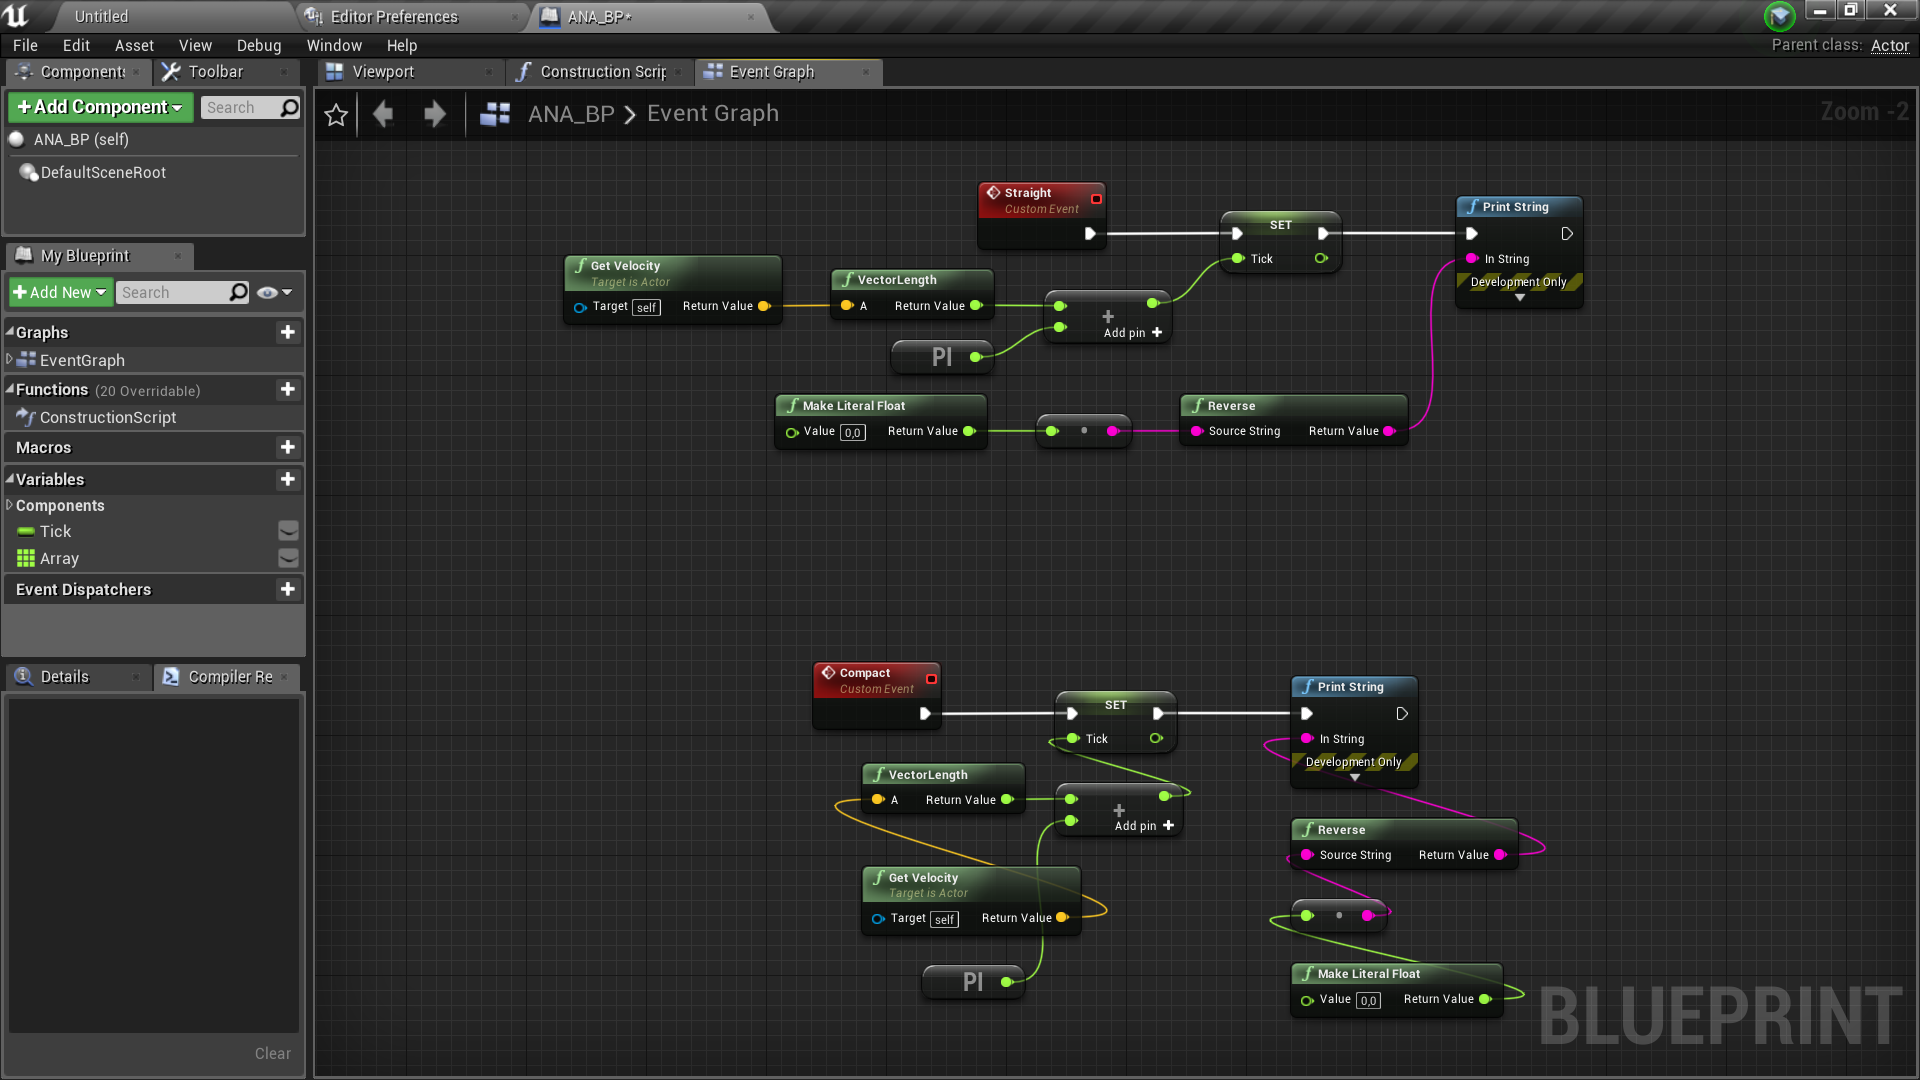 Untitled
Editor Preferences
ANA_BP*
File Edit Asset View Debug Window Help
Parent class: Actor
Components
Toolbar
Viewport
Construction Scrip
Event Graph
+Add Component
Search
ANA_BP > Event Graph
Zoom -2
ANA_BP (self)
DefaultSceneRoot
My Blueprint
+Add New
Search
Graphs
EventGraph
Functions (20 Overridable)
ConstructionScript
Macros
Variables
Components
Tick
Array
Event Dispatchers
Details
Compiler Re
Clear
Straight
Custom Event
SET
Tick
Print String
In String
Development Only
Get Velocity
Target is Actor
Target self Return Value
VectorLength
A Return Value
+
Add pin +
PI
Make Literal Float
Value 0,0 Return Value
Reverse
Source String Return Value
Compact
Custom Event
SET
Tick
Print String
In String
Development Only
VectorLength
A Return Value
+
Add pin +
Get Velocity
Target is Actor
Target self Return Value
PI
Reverse
Source String Return Value
Make Literal Float
Value 0,0 Return Value
BLUEPRINT